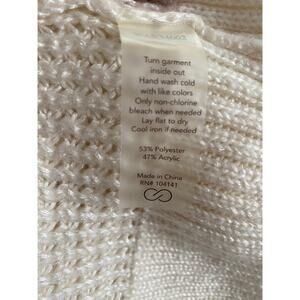 Turn garment
inside out
Hand wash cold
with like colors
Only non-chlorine
bleach when needed
Lay flat to dry
Cool iron if needed
53% Polyester
47% Acrylic
Made in China
RN# 104141